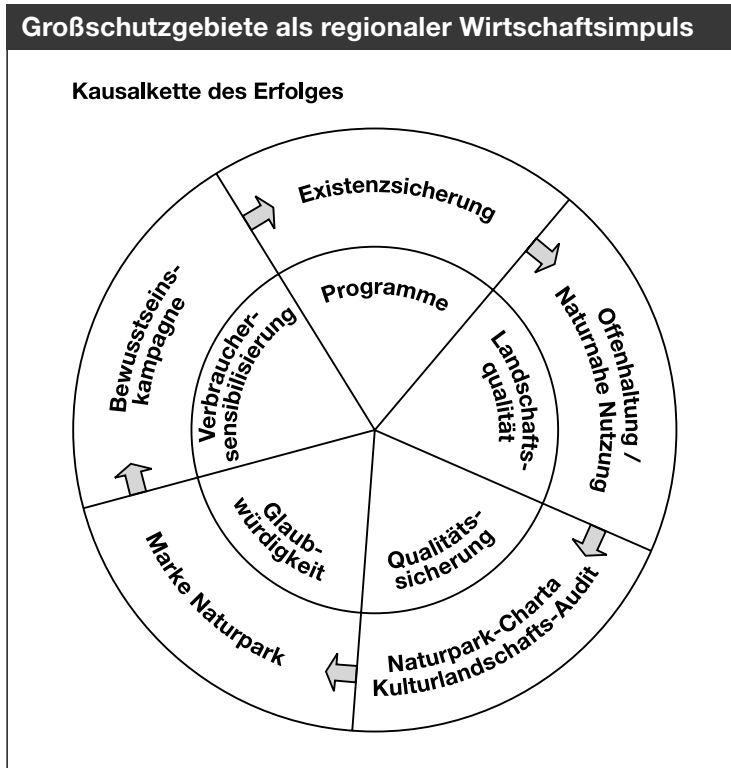 Großschutzgebiete als regionaler Wirtschaftsimpuls
Kausalkette des Erfolges
Existenzsicherung
Programme
Offenhaltung /
Naturnahe Nutzung
Landschafts-
qualität
Naturpark-Charta
Kulturlandschafts-Audit
Qualitäts-
sicherung
Marke Naturpark
Glaub-
würdigkeit
Bewusstseins-
kampagne
Verbraucher-
sensibilisierung